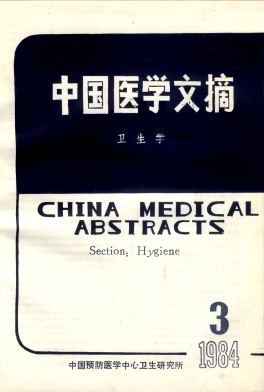 中国医学文摘
卫生学
CHINA MEDICAL
ABSTRACTS
Section: Hygiene
3
1984
中国预防医学中心卫生研究所